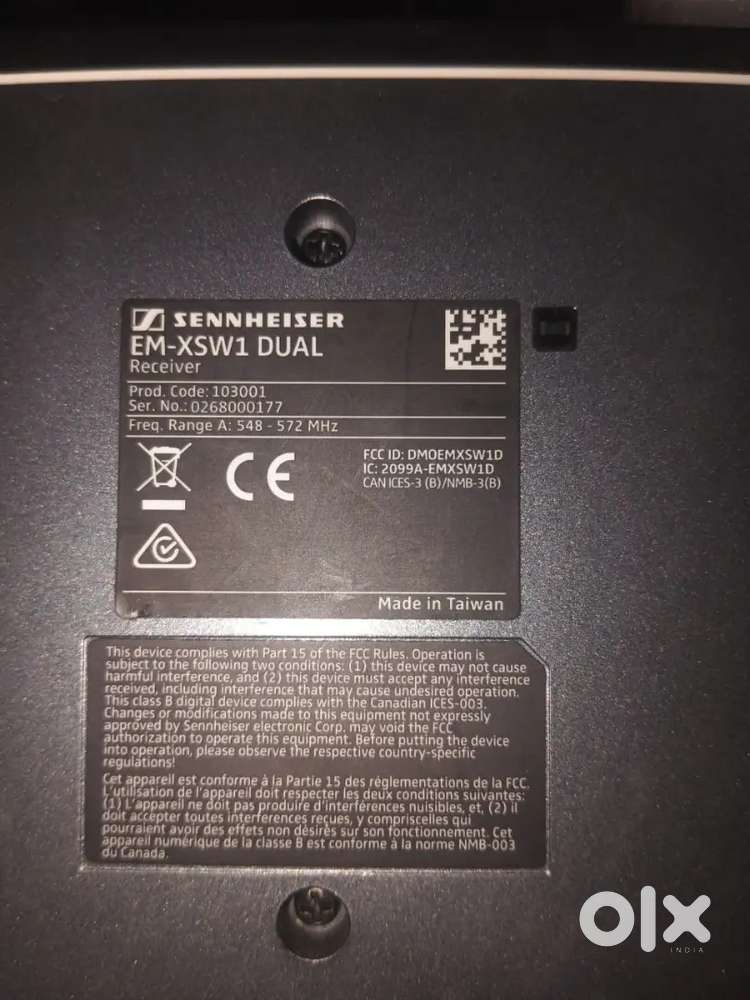 SENNHEISER
EM-XSW1 DUAL
Receiver
Prod. Code: 103001
Ser. No.: 0268000177
Freq. Range A: 548 - 572 MHz
FCC ID: DMOEMXSW1D
IC: 2099A-EMXSW1D
CAN ICES-3 (B)/NMB-3(B)
CE
Made in Taiwan
This device complies with Part 15 of the FCC Rules. Operation is
subject to the following two conditions: (1) this device may not cause
harmful interference, and (2) this device must accept any interference
received, including interference that may cause undesired operation.
This class B digital device complies with the Canadian ICES-003.
Changes or modifications made to this equipment not expressly
approved by Sennheiser electronic Corp. may void the FCC
authorization to operate this equipment. Before putting the device
into operation, please observe the respective country-specific
regulations!
Cet appareil est conforme à la Partie 15 des réglementations de la FCC.
L'utilisation de l'appareil doit respecter les deux conditions suivantes:
(1) L'appareil ne doit pas produire d'interférences nuisibles, et, (2) il
doit accepter toutes interférences reçues, y compriscelles qui
pourraient avoir des effets non désirés sur son fonctionnement. Cet
appareil numérique de la classe B est conforme à la norme NMB-003
du Canada.
olx
INDIA